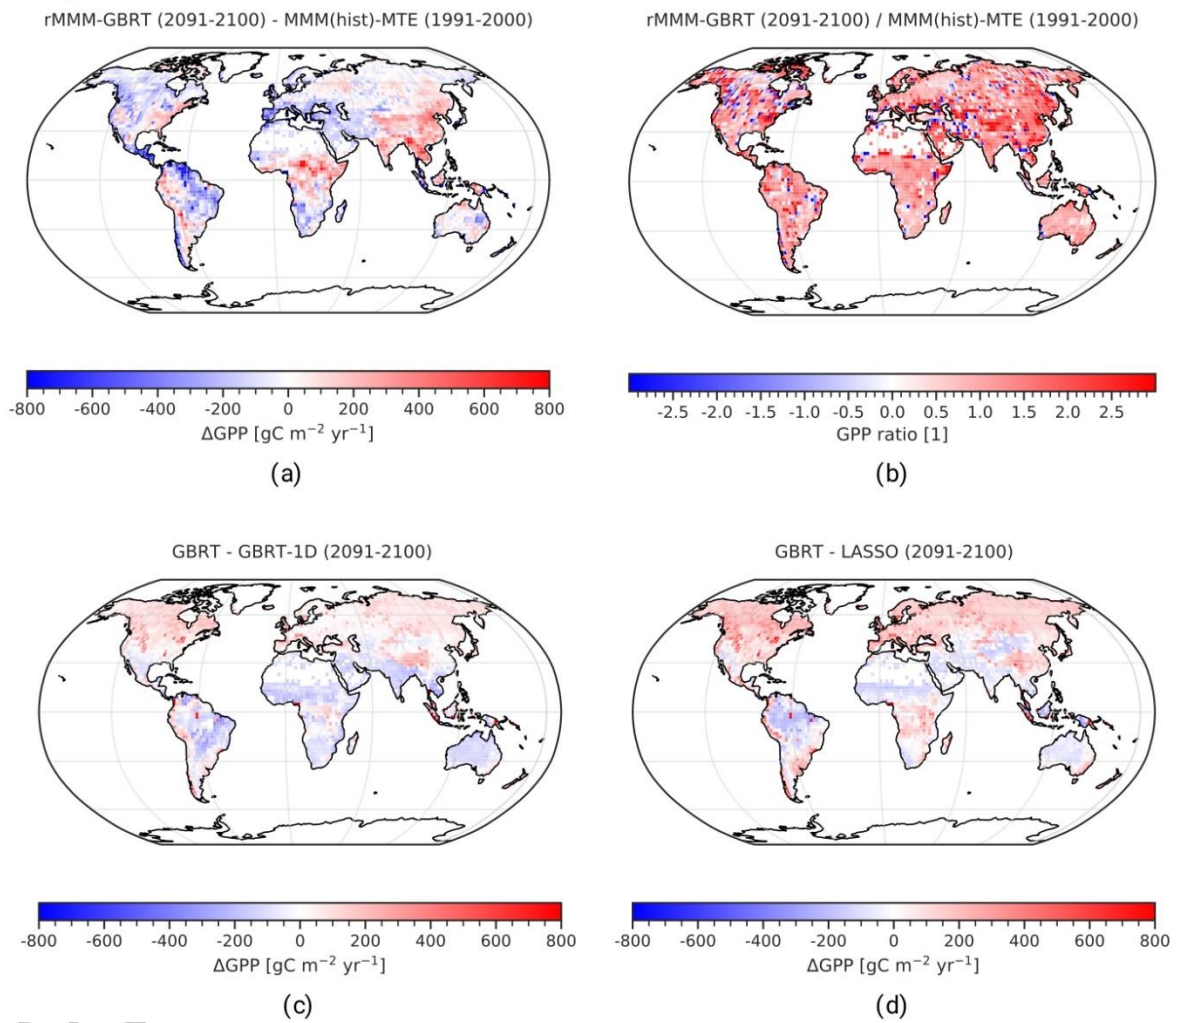 rMMM-GBRT (2091-2100) - MMM(hist)-MTE (1991-2000)
rMMM-GBRT (2091-2100) / MMM(hist)-MTE (1991-2000)
-800 -600 -400 -200 0 200 400 600 800
ΔGPP [gC m⁻² yr⁻¹]
(a)
-2.5 -2.0 -1.5 -1.0 -0.5 0.0 0.5 1.0 1.5 2.0 2.5
GPP ratio [1]
(b)
GBRT - GBRT-1D (2091-2100)
GBRT - LASSO (2091-2100)
-800 -600 -400 -200 0 200 400 600 800
ΔGPP [gC m⁻² yr⁻¹]
(c)
-800 -600 -400 -200 0 200 400 600 800
ΔGPP [gC m⁻² yr⁻¹]
(d)